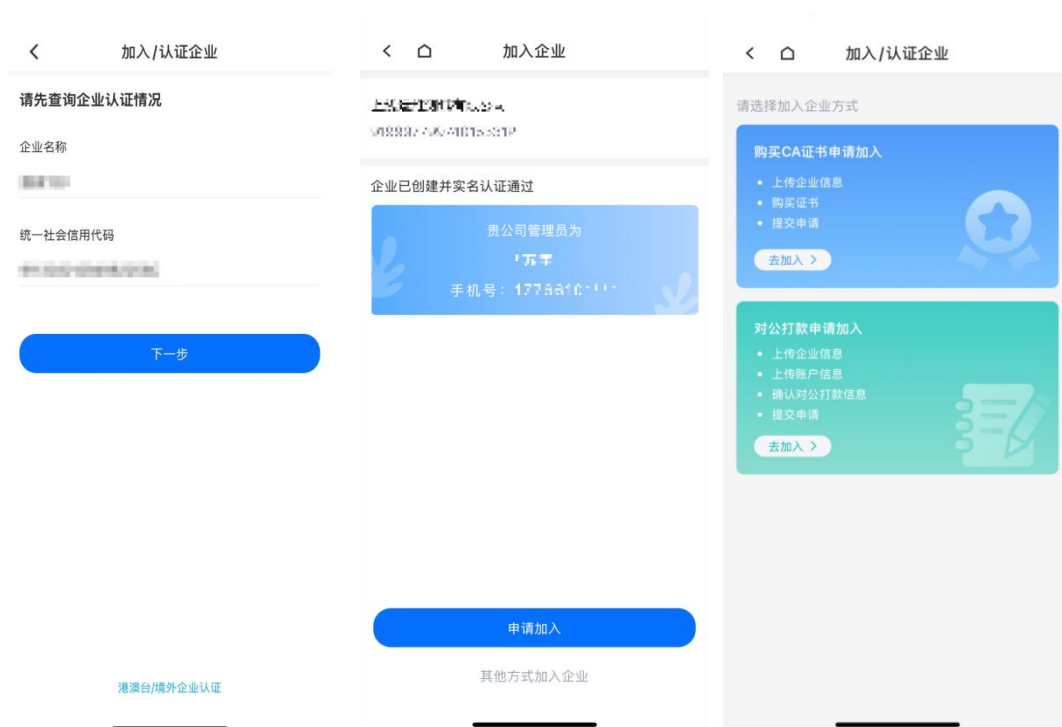 加入/认证企业
请先查询企业认证情况
企业名称
统一社会信用代码
下一步
港澳台/境外企业认证
加入企业
企业已创建并实名认证通过
贵公司管理员为
手机号：
申请加入
其他方式加入企业
加入/认证企业
请选择加入企业方式
购买CA证书申请加入
• 上传企业信息
• 购买证书
• 提交申请
去加入 >
对公打款申请加入
• 上传企业信息
• 上传账户信息
• 确认对公打款信息
• 提交申请
去加入 >